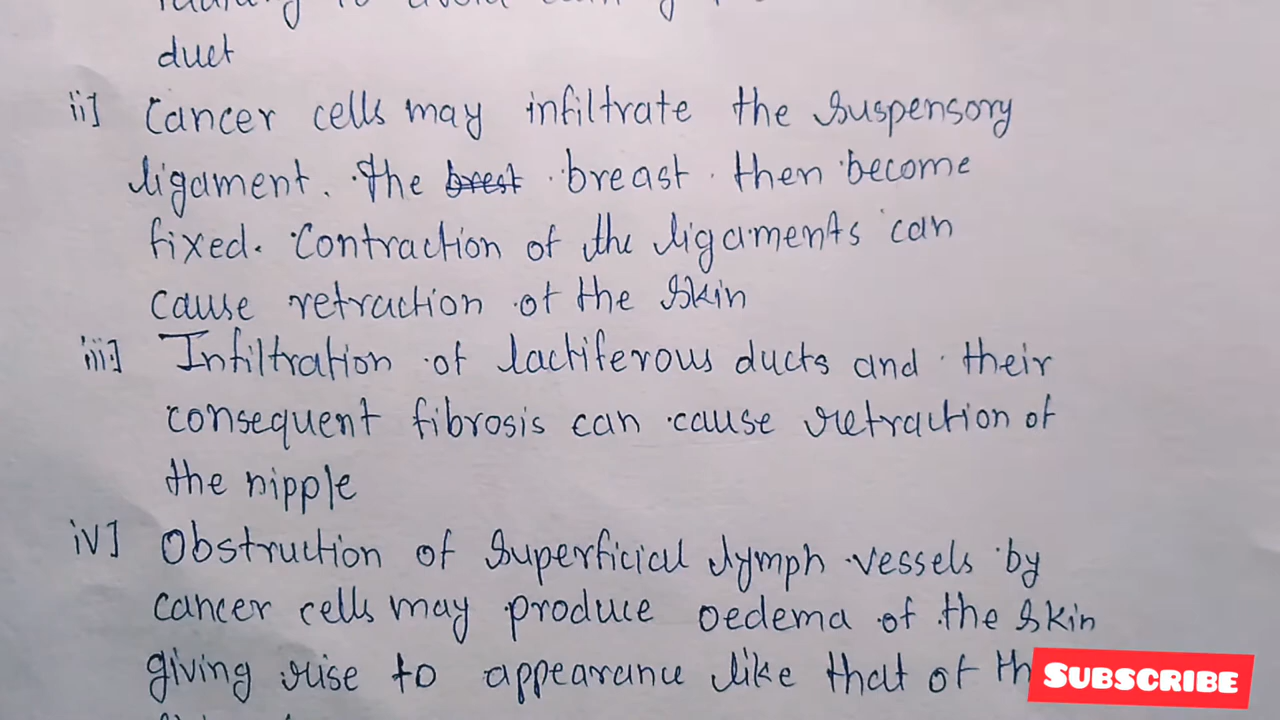 to avoid
duct
ii] Cancer cells may infiltrate the suspensory
ligament. The brest breast then become
fixed. Contraction of the ligaments can
cause retraction of the skin
iii] Infiltration of lactiferous ducts and their
consequent fibrosis can cause retraction of
the nipple
iv] Obstruction of superficial lymph vessels by
cancer cells may produce oedema of the skin
giving rise to appearance like that of
SUBSCRIBE